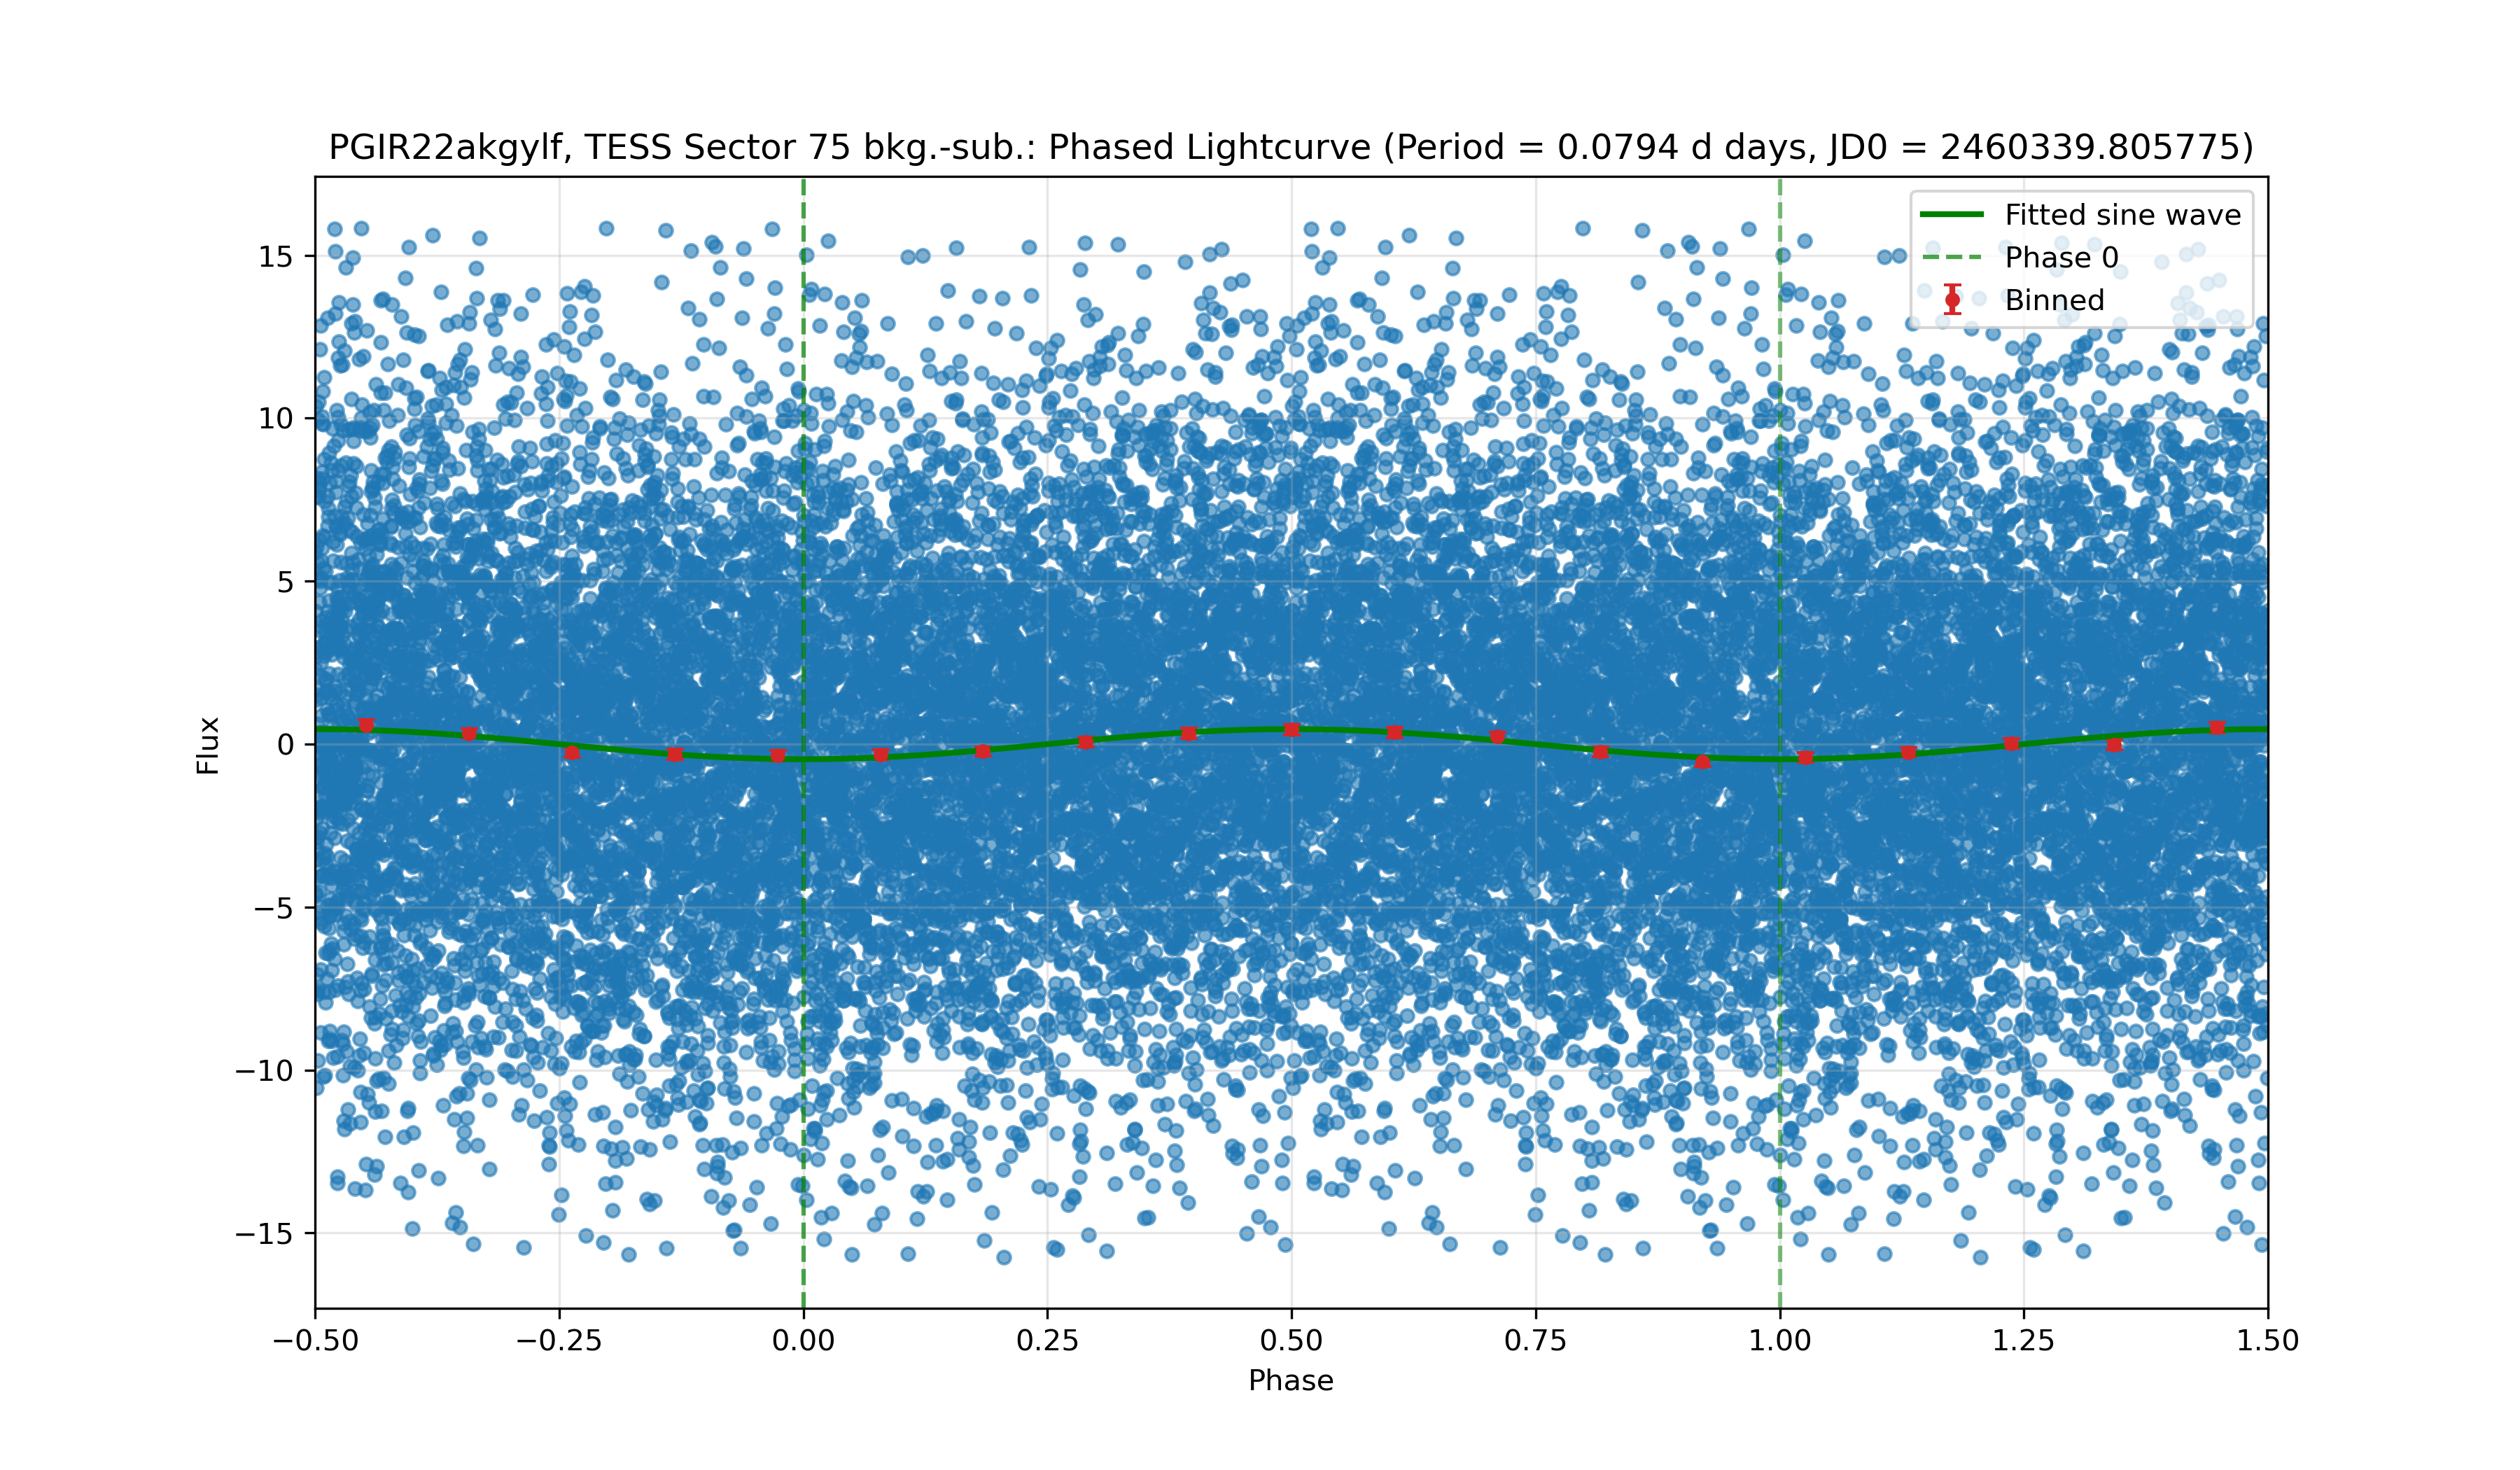 PGIR22akgylf, TESS Sector 75 bkg.-sub.: Phased Lightcurve (Period = 0.0794 d days, JD0 = 2460339.805775)
Fitted sine wave
Phase 0
Binned
15
10
5
0
−5
−10
−15
Flux
−0.50 −0.25 0.00 0.25 0.50 0.75 1.00 1.25 1.50
Phase